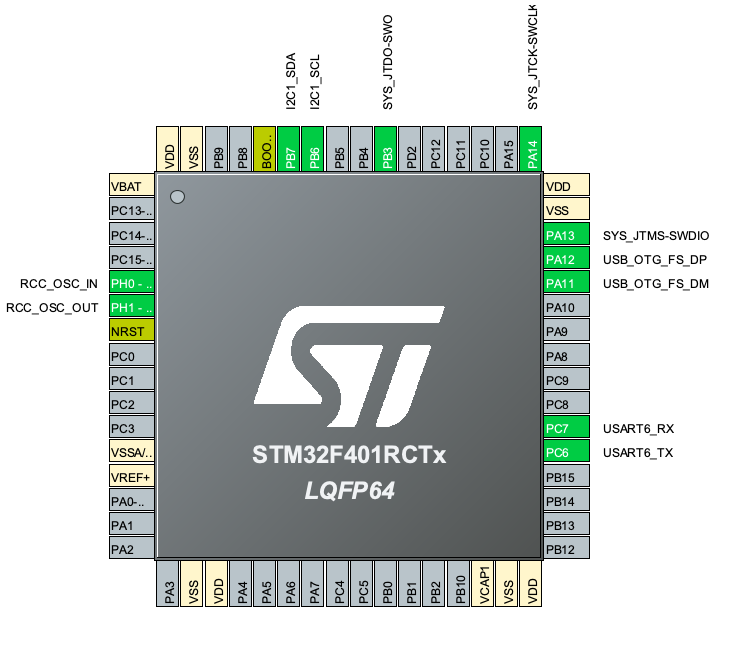 I2C1_SDA
I2C1_SCL
SYS_JTDO-SWO
SYS_JTCK-SWCLK
VDD
VSS
PB9
PB8
BOO..
PB7
PB6
PB5
PB4
PB3
PD2
PC12
PC11
PC10
PA15
PA14
VBAT
PC13-..
PC14-..
PC15-..
RCC_OSC_IN PH0 - ..
RCC_OSC_OUT PH1 - ..
NRST
PC0
PC1
PC2
PC3
VSSA/..
VREF+
PA0-..
PA1
PA2
VDD
VSS
PA13 SYS_JTMS-SWDIO
PA12 USB_OTG_FS_DP
PA11 USB_OTG_FS_DM
PA10
PA9
PA8
PC9
PC8
PC7 USART6_RX
PC6 USART6_TX
PB15
PB14
PB13
PB12
ST
STM32F401RCTx
LQFP64
PA3
VSS
VDD
PA4
PA5
PA6
PA7
PC4
PC5
PB0
PB1
PB2
PB10
VCAP1
VSS
VDD